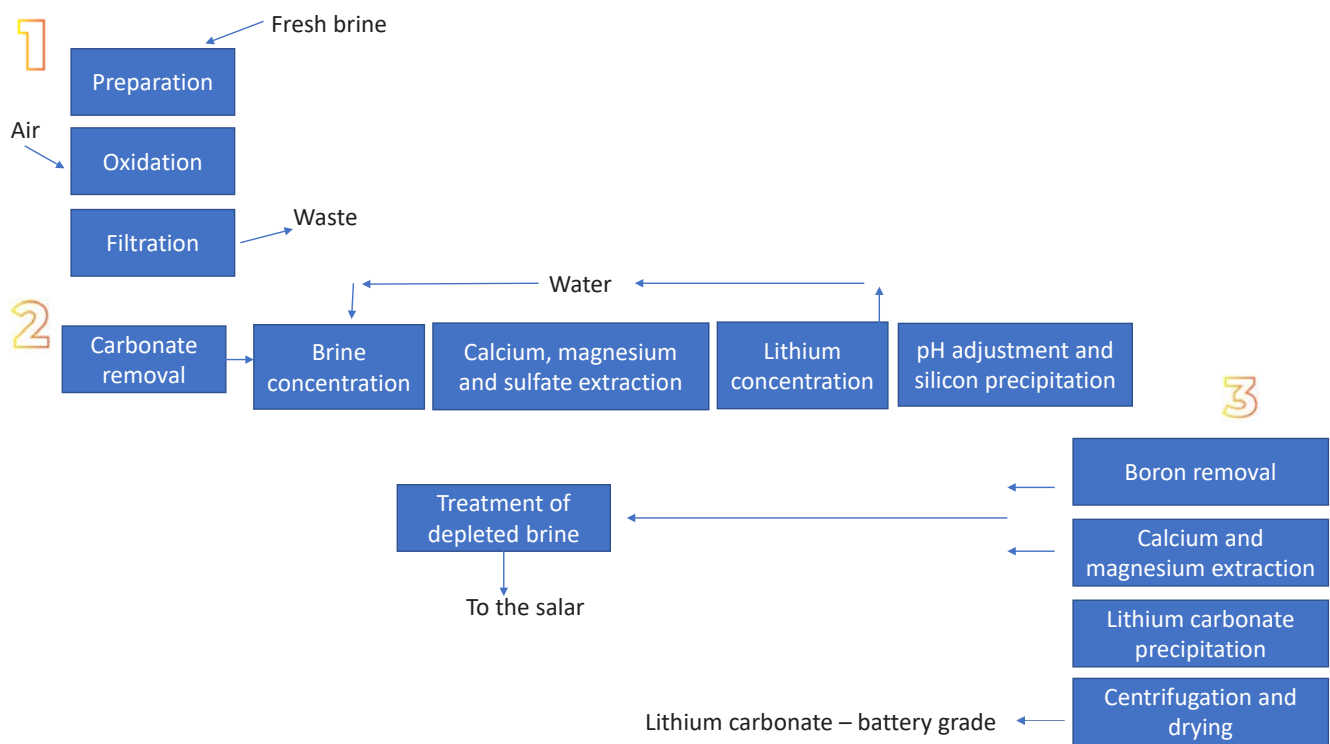 1
Fresh brine
Preparation
Air
Oxidation
Filtration
Waste
2
Water
Carbonate
removal
Brine
concentration
Calcium, magnesium
and sulfate extraction
Lithium
concentration
pH adjustment and
silicon precipitation
3
Boron removal
Treatment of
depleted brine
Calcium and
magnesium extraction
To the salar
Lithium carbonate
precipitation
Centrifugation and
drying
Lithium carbonate – battery grade